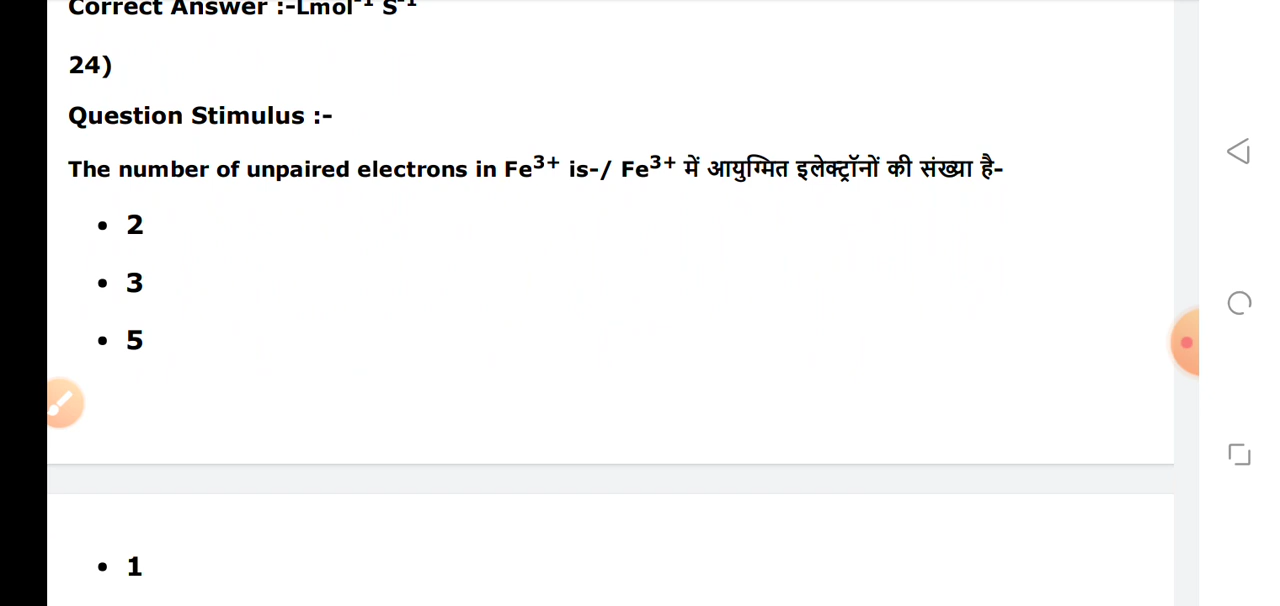 Correct Answer :-Lmol⁻¹ S⁻¹
24)
Question Stimulus :-
The number of unpaired electrons in Fe³⁺ is-/ Fe³⁺ में आयुग्मित इलेक्ट्रॉनों की संख्या है-
• 2
• 3
• 5
• 1